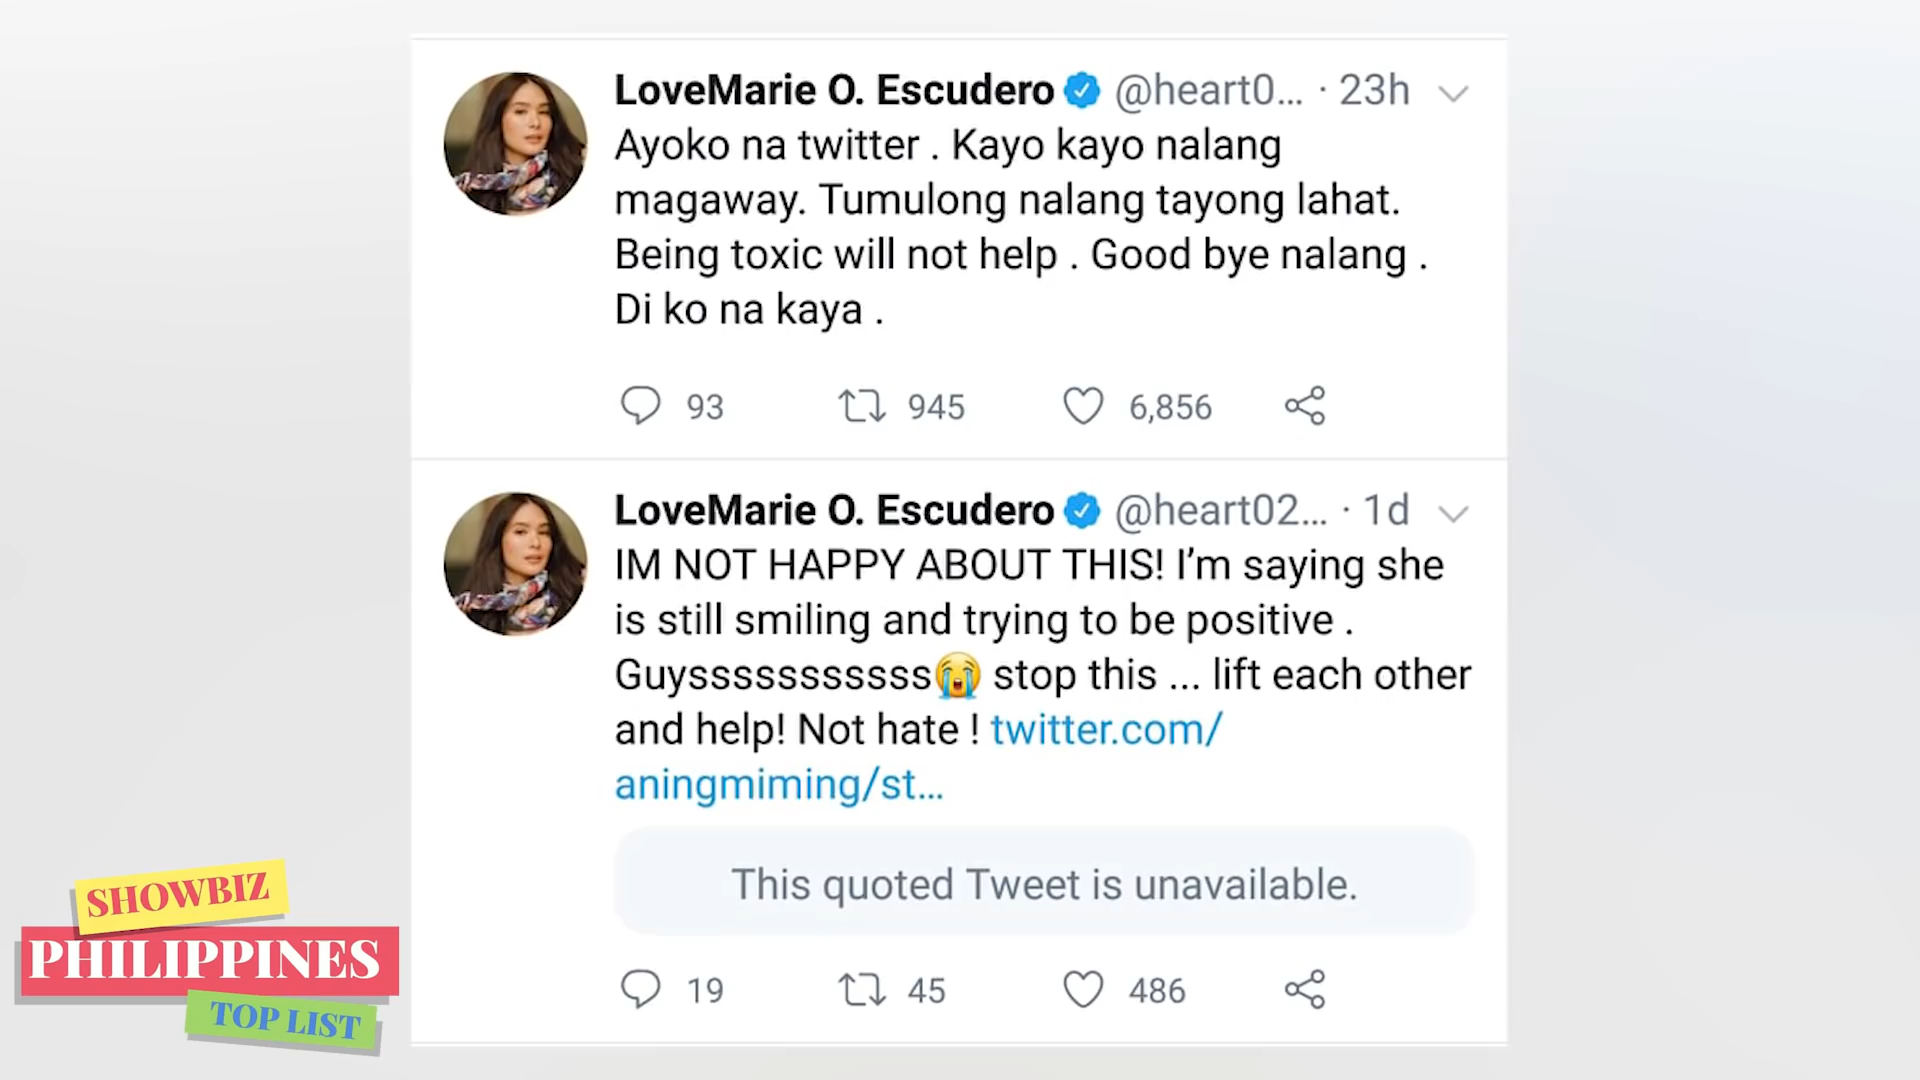 LoveMarie O. Escudero @heart0... · 23h
Ayoko na twitter . Kayo kayo nalang
magaway. Tumulong nalang tayong lahat.
Being toxic will not help . Good bye nalang .
Di ko na kaya .
93 945 6,856
LoveMarie O. Escudero @heart02... · 1d
IM NOT HAPPY ABOUT THIS! I’m saying she
is still smiling and trying to be positive .
Guysssssssssss😭 stop this ... lift each other
and help! Not hate ! twitter.com/
aningmiming/st...
This quoted Tweet is unavailable.
19 45 486
SHOWBIZ
PHILIPPINES
TOP LIST